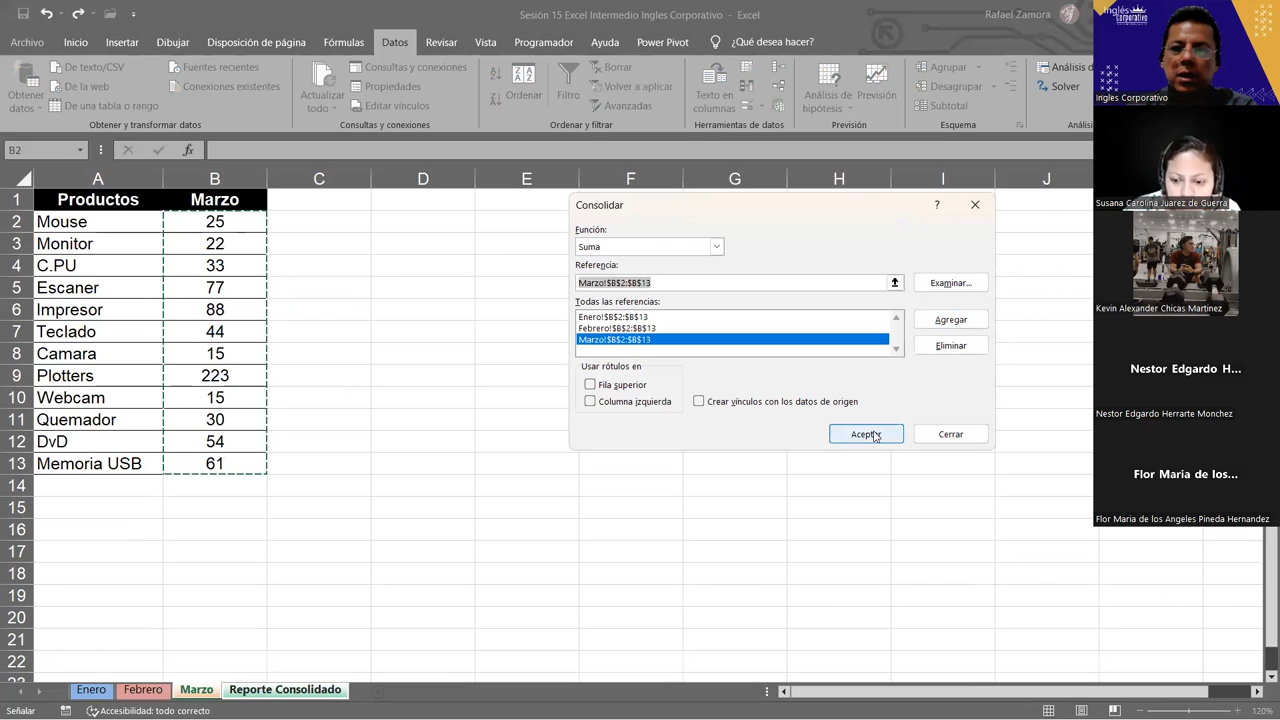 Sesión 15 Excel Intermedio Ingles Corporativo - Excel
Rafael Zamora
Archivo Inicio Insertar Dibujar Disposición de página Fórmulas Datos Revisar Vista Programador Ayuda Power Pivot ¿Qué desea hacer?
Obtener datos
De texto/CSV
De la web
De una tabla o rango
Fuentes recientes
Conexiones existentes
Obtener y transformar datos
Actualizar todo
Consultas y conexiones
Propiedades
Editar vínculos
Consultas y conexiones
Ordenar
Filtro
Borrar
Volver a aplicar
Avanzadas
Ordenar y filtrar
Texto en columnas
Herramientas de datos
Análisis de hipótesis
Previsión
Previsión
Agrupar
Desagrupar
Subtotal
Esquema
Análisis d
Solver
Análisis
B2
fx
A B C D E F G H I J
1 Productos Marzo
2 Mouse 25
3 Monitor 22
4 C.PU 33
5 Escaner 77
6 Impresor 88
7 Teclado 44
8 Camara 15
9 Plotters 223
10 Webcam 15
11 Quemador 30
12 DvD 54
13 Memoria USB 61
14
15
16
17
18
19
20
21
22
Consolidar
?
Función:
Suma
Referencia:
Marzo!$B$2:$B$13
Examinar...
Todas las referencias:
Enero!$B$2:$B$13
Febrero!$B$2:$B$13
Marzo!$B$2:$B$13
Agregar
Eliminar
Usar rótulos en
Fila superior
Columna izquierda
Crear vínculos con los datos de origen
Aceptar
Cerrar
Enero Febrero Marzo Reporte Consolidado
Señalar
Accesibilidad: todo correcto
120%
Inglés
Corporativo
Ingles Corporativo
Susana Carolina Juarez de Guerra
Kevin Alexander Chicas Martinez
Nestor Edgardo H...
Nestor Edgardo Herrarte Monchez
Flor Maria de los...
Flor Maria de los Angeles Pineda Hernandez